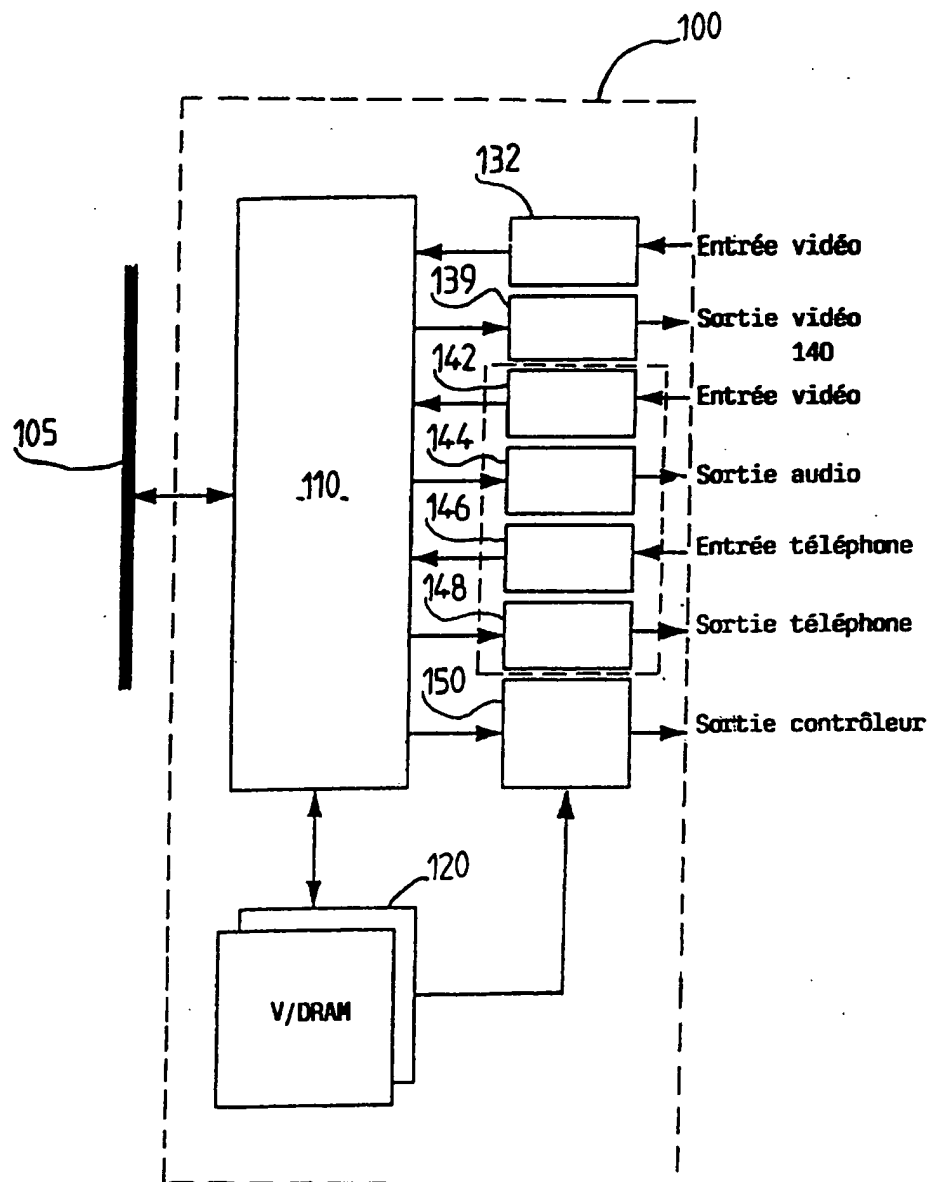 100
132
Entrée vidéo
139
Sortie vidéo
140
142
Entrée vidéo
105
144
Sortie audio
110
146
Entrée téléphone
148
Sortie téléphone
150
Sortie contrôleur
120
V/DRAM